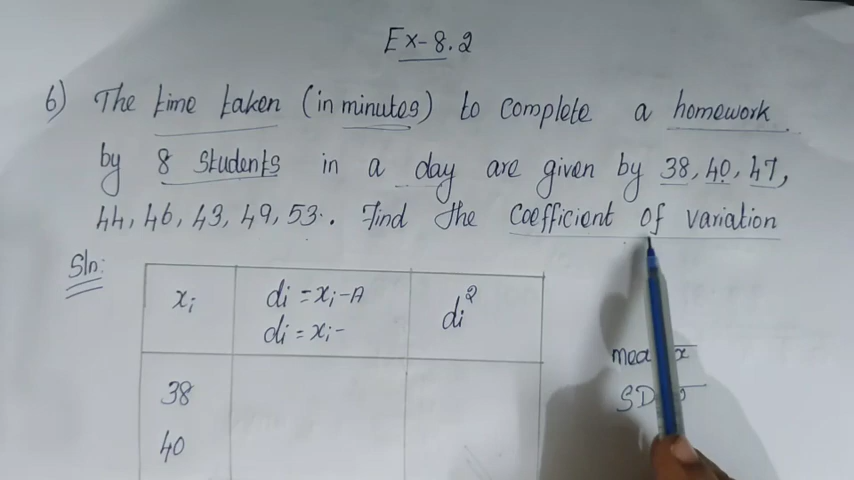 Ex-8.2
6) The time taken (in minutes) to complete a homework
by 8 students in a day are given by 38, 40, 47,
44, 46, 43, 49, 53. Find the coefficient of variation
Sln:
xi di = xi-A di²
di = xi-
mea x̄
SD σ
38
40